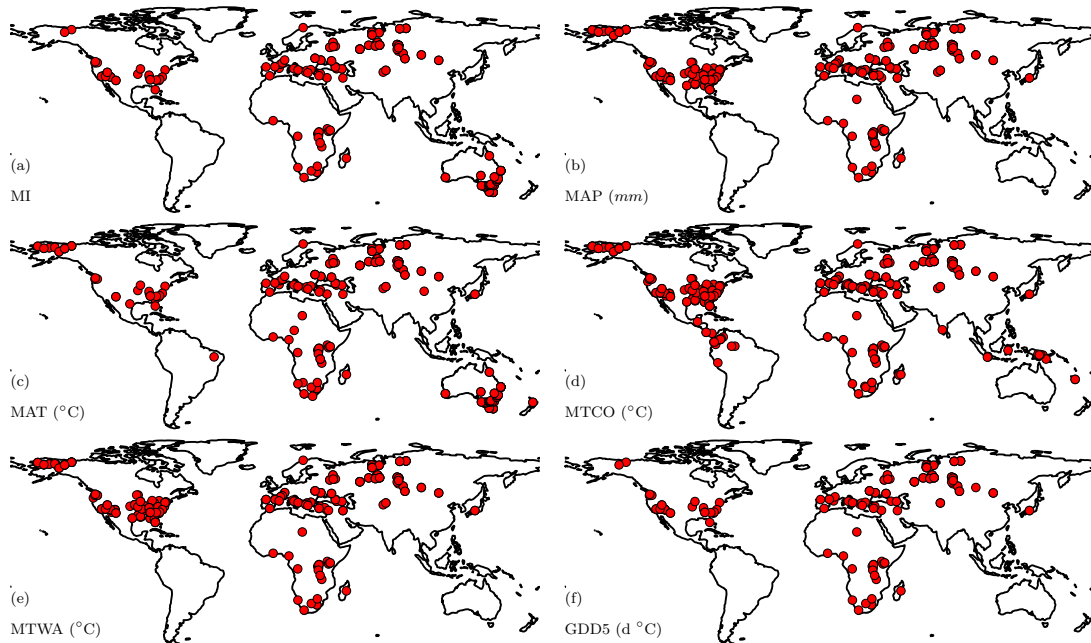 (a)
MI
(b)
MAP (mm)
(c)
MAT (°C)
(d)
MTCO (°C)
(e)
MTWA (°C)
(f)
GDD5 (d °C)